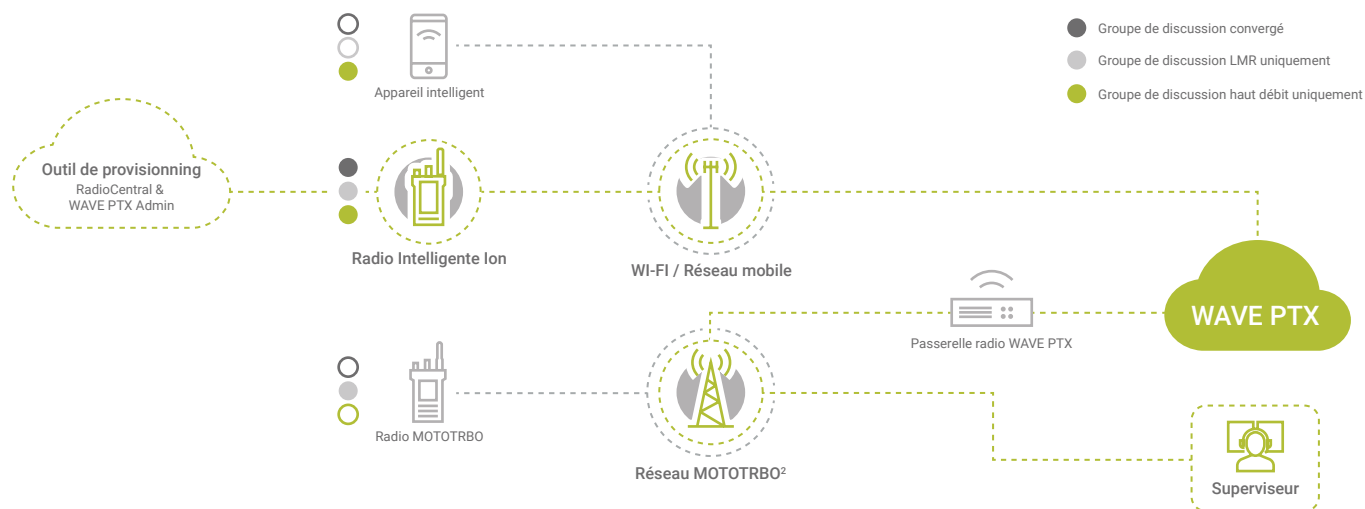 Groupe de discussion convergé
Groupe de discussion LMR uniquement
Groupe de discussion haut débit uniquement
Appareil intelligent
Outil de provisionning
RadioCentral &
WAVE PTX Admin
Radio Intelligente Ion
WI-FI / Réseau mobile
WAVE PTX
Passerelle radio WAVE PTX
Radio MOTOTRBO
Réseau MOTOTRBO²
Superviseur